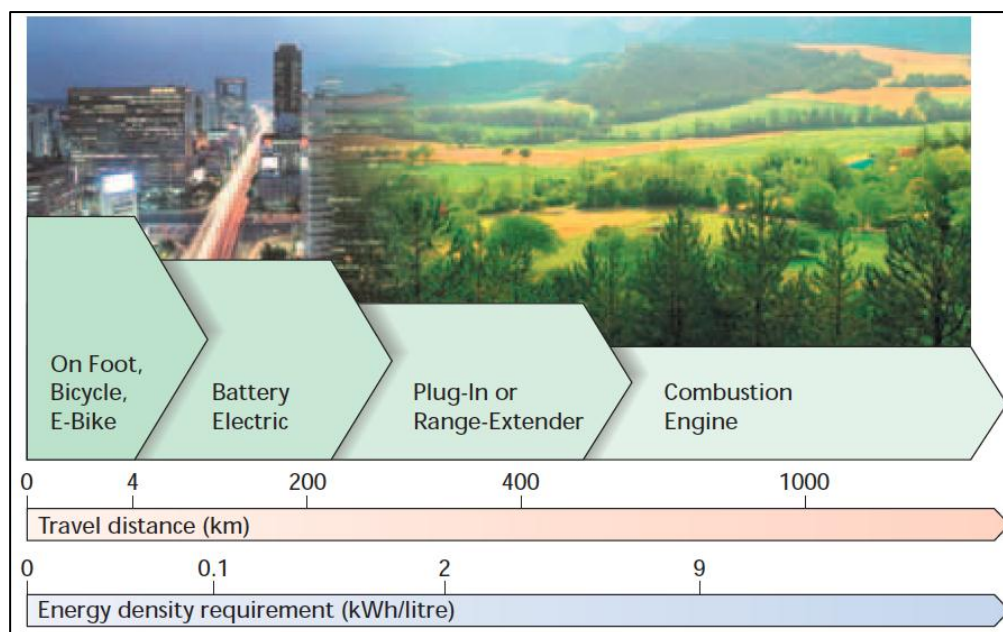 On Foot,
Bicycle,
E-Bike
Battery
Electric
Plug-In or
Range-Extender
Combustion
Engine
0 4 200 400 1000
Travel distance (km)
0 0.1 2 9
Energy density requirement (kWh/litre)